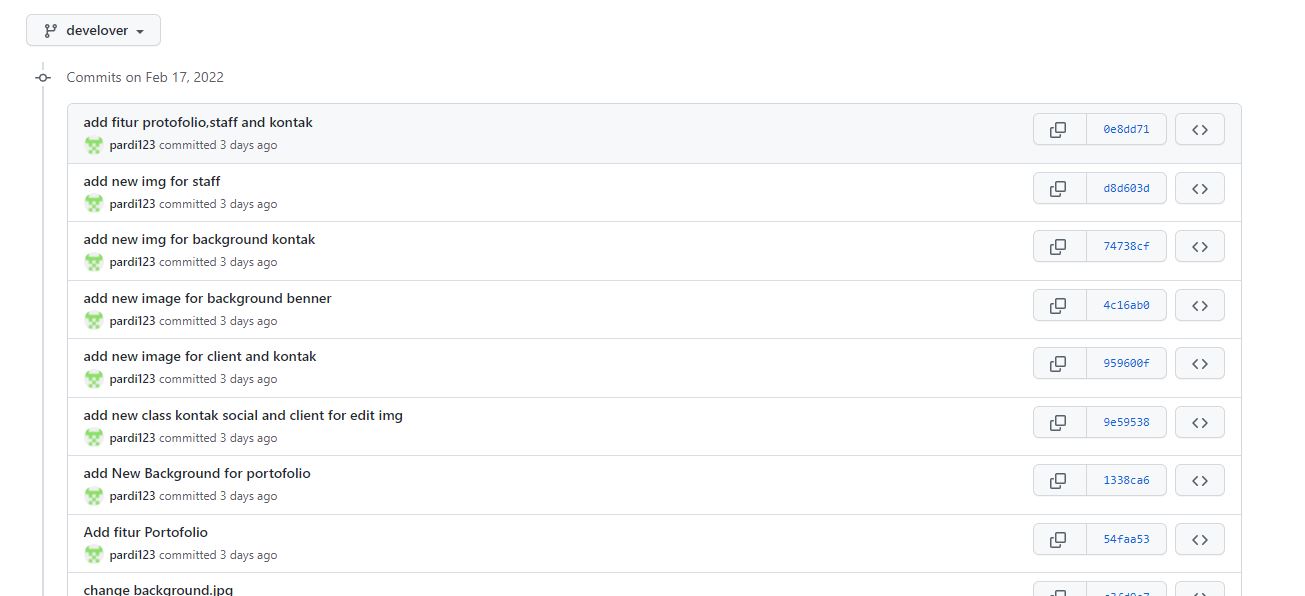 develover
Commits on Feb 17, 2022
add fitur protofolio,staff and kontak
pardi123 committed 3 days ago
0e8dd71
add new img for staff
pardi123 committed 3 days ago
d8d603d
add new img for background kontak
pardi123 committed 3 days ago
74738cf
add new image for background benner
pardi123 committed 3 days ago
4c16ab0
add new image for client and kontak
pardi123 committed 3 days ago
959600f
add new class kontak social and client for edit img
pardi123 committed 3 days ago
9e59538
add New Background for portofolio
pardi123 committed 3 days ago
1338ca6
Add fitur Portofolio
pardi123 committed 3 days ago
54faa53
change background.jpg